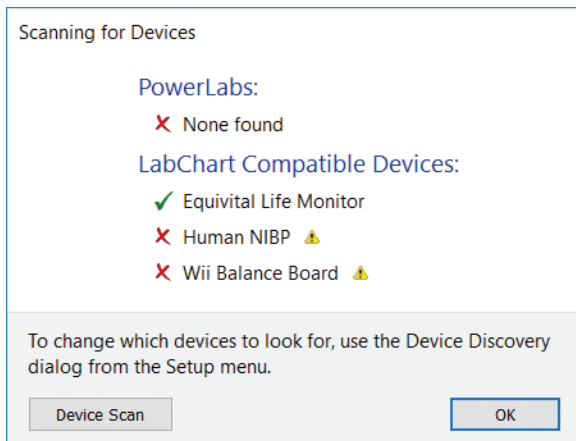 Scanning for Devices
PowerLabs:
None found
LabChart Compatible Devices:
Equivital Life Monitor
Human NIBP
Wii Balance Board
To change which devices to look for, use the Device Discovery
dialog from the Setup menu.
Device Scan
OK